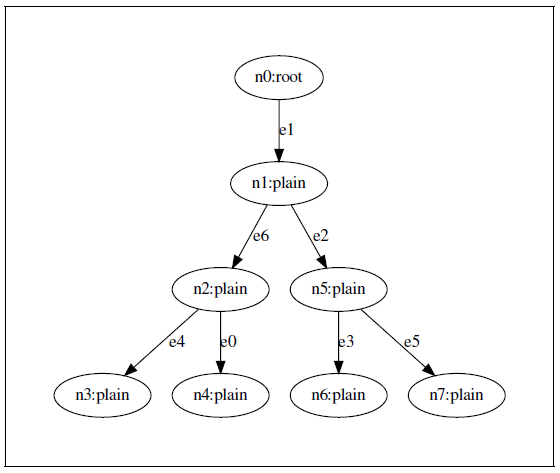 n0:root
e1
n1:plain
e6 e2
n2:plain n5:plain
e4 e0 e3 e5
n3:plain n4:plain n6:plain n7:plain